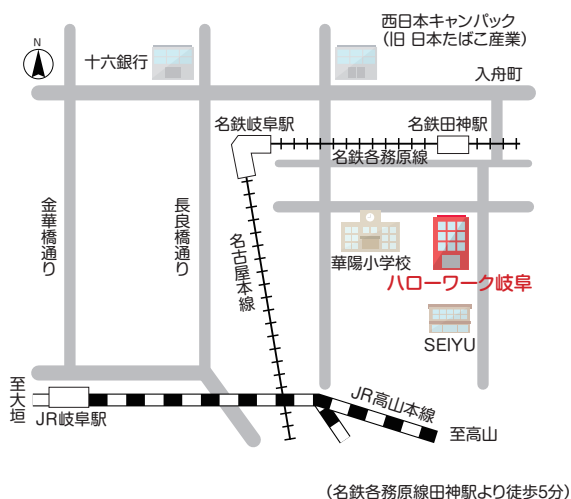 西日本キャンパック
（旧 日本たばこ産業）
N
十六銀行
入舟町
名鉄岐阜駅
名鉄田神駅
名鉄各務原線
金華橋通り
長良橋通り
名古屋本線
華陽小学校
ハローワーク岐阜
SEIYU
至大垣
JR岐阜駅
JR高山本線
至高山
（名鉄各務原線田神駅より徒歩5分）